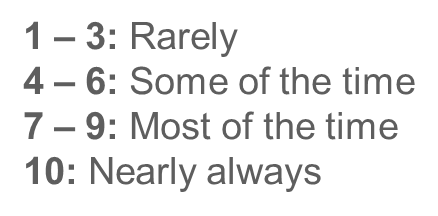 1 – 3: Rarely
4 – 6: Some of the time
7 – 9: Most of the time
10: Nearly always